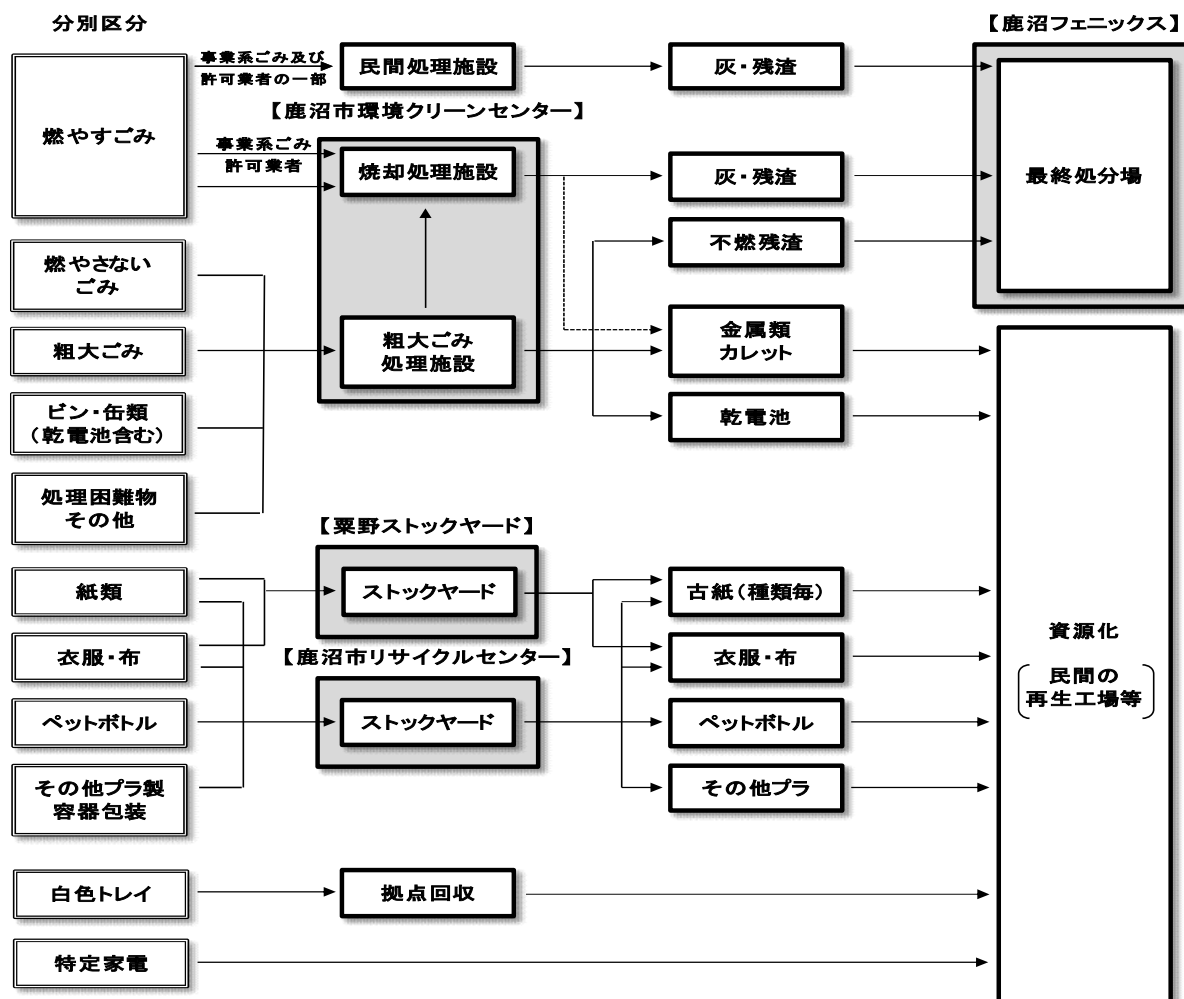 分別区分
【鹿沼フェニックス】
燃やすごみ
事業系ごみ及び
許可業者の一部
民間処理施設
灰・残渣
【鹿沼市環境クリーンセンター】
事業系ごみ
許可業者
焼却処理施設
灰・残渣
最終処分場
不燃残渣
燃やさない
ごみ
粗大ごみ
粗大ごみ
処理施設
金属類
カレット
ビン・缶類
(乾電池含む)
乾電池
処理困難物
その他
【粟野ストックヤード】
紙類
ストックヤード
古紙(種類毎)
衣服・布
【鹿沼市リサイクルセンター】
衣服・布
資源化
民間の
再生工場等
ペットボトル
ストックヤード
ペットボトル
その他プラ製
容器包装
その他プラ
白色トレイ
拠点回収
特定家電